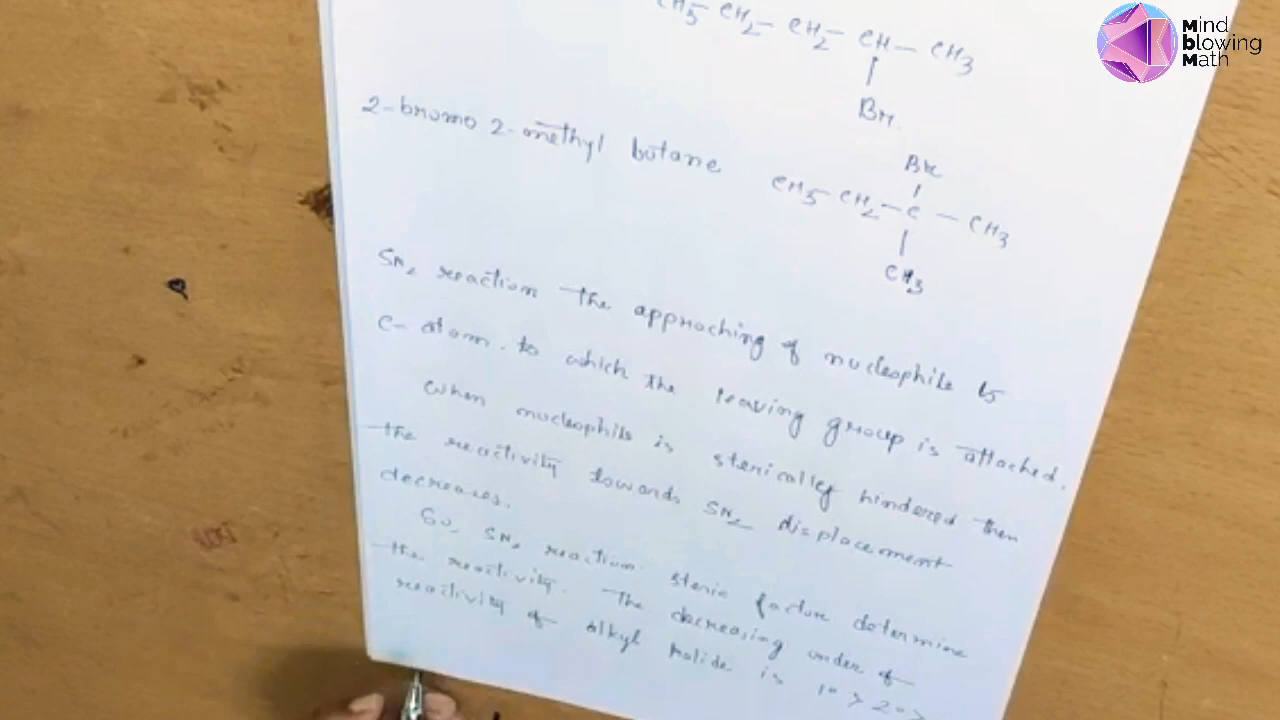 CH3- CH2- CH2- CH- CH3
Br.
2-bromo 2-methyl butane
Br
CH3- CH2- C - CH3
CH3
SN2 reaction the approching of nucleophile to
C- atom. to which the leaving group is attached.
When nucleophile is sterically hindered then
the reactivity towards SN2 displacement
decreases.
So, SN2 reaction steric factor determine
the reactivity. The decreasing order of
reactivity of alkyl halide is 1° > 2° >
Mind
blowing
Math